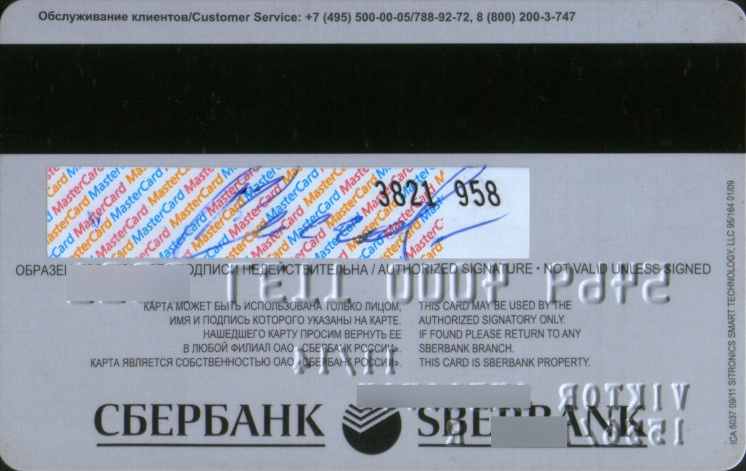 Обслуживание клиентов/Customer Service: +7 (495) 500-00-05/788-92-72, 8 (800) 200-3-747
3821 958
ПОДПИСИ НЕДЕЙСТВИТЕЛЬНА / AUTHORIZED SIGNATURE • NOT VALID UNLESS SIGNED
КАРТА МОЖЕТ БЫТЬ ИСПОЛЬЗОВАНА ТОЛЬКО ЛИЦОМ,
ИМЯ И ПОДПИСЬ КОТОРОГО УКАЗАНЫ НА КАРТЕ.
НАШЕДШЕГО КАРТУ ПРОСИМ ВЕРНУТЬ ЕЕ
В ЛЮБОЙ ФИЛИАЛ ОАО «СБЕРБАНК РОССИИ».
КАРТА ЯВЛЯЕТСЯ СОБСТВЕННОСТЬЮ ОАО «СБЕРБАНК РОССИИ».
THIS CARD MAY BE USED BY THE
AUTHORIZED SIGNATORY ONLY.
IF FOUND PLEASE RETURN TO ANY
SBERBANK BRANCH.
THIS CARD IS SBERBANK PROPERTY.
СБЕРБАНК SBERBANK
ICA 5037 09/11 SITRONICS SMART TECHNOLOGY, LLC 95/164 01/09